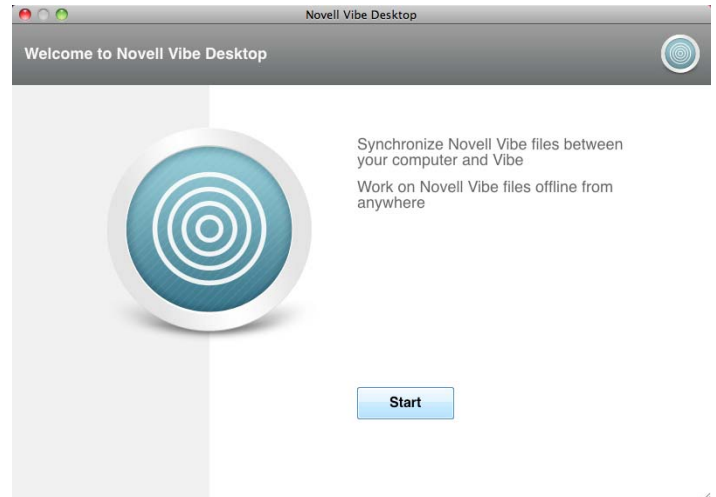 Novell Vibe Desktop
Welcome to Novell Vibe Desktop
Synchronize Novell Vibe files between
your computer and Vibe
Work on Novell Vibe files offline from
anywhere
Start